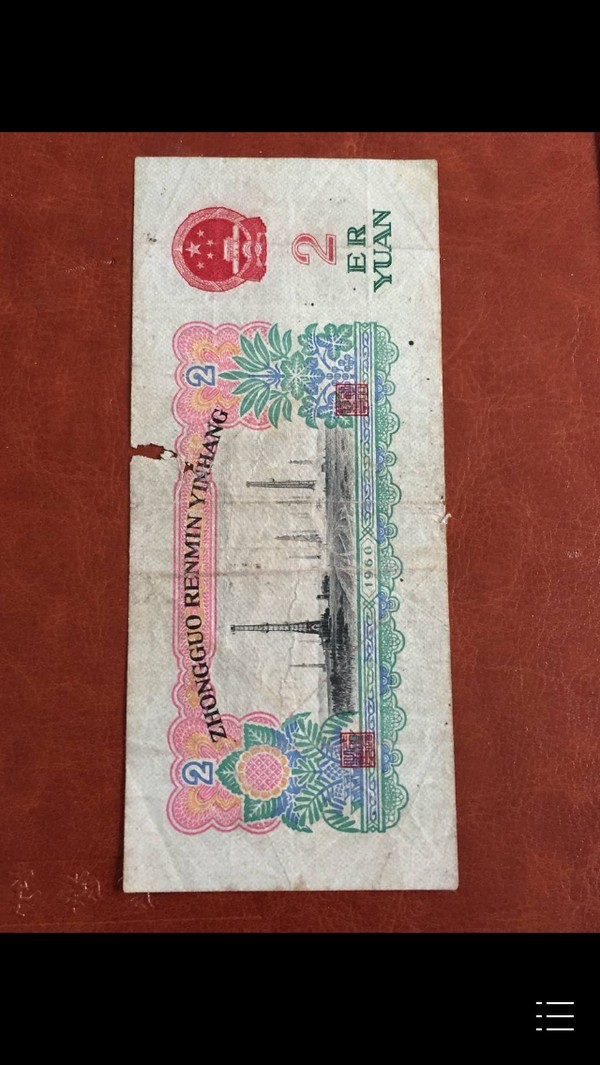 ZHONGGUO RENMIN YINHANG
2
2
2
ER
YUAN
1960